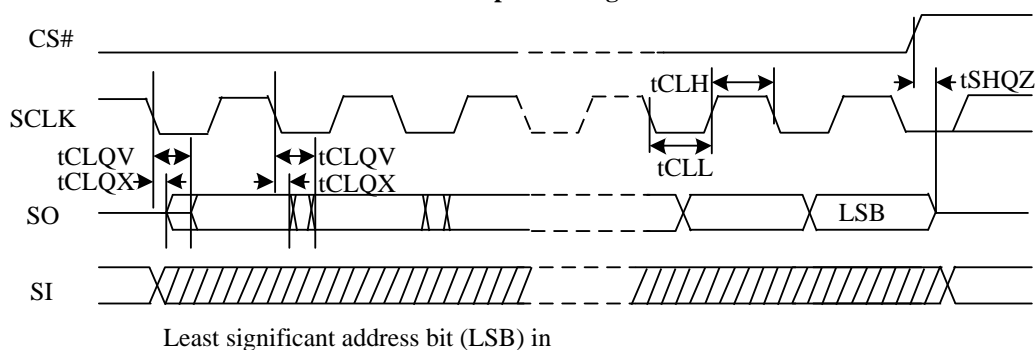 CS#
tCLH
tSHQZ
SCLK
tCLQV
tCLQV
tCLL
tCLQX
tCLQX
SO
LSB
SI
Least significant address bit (LSB) in